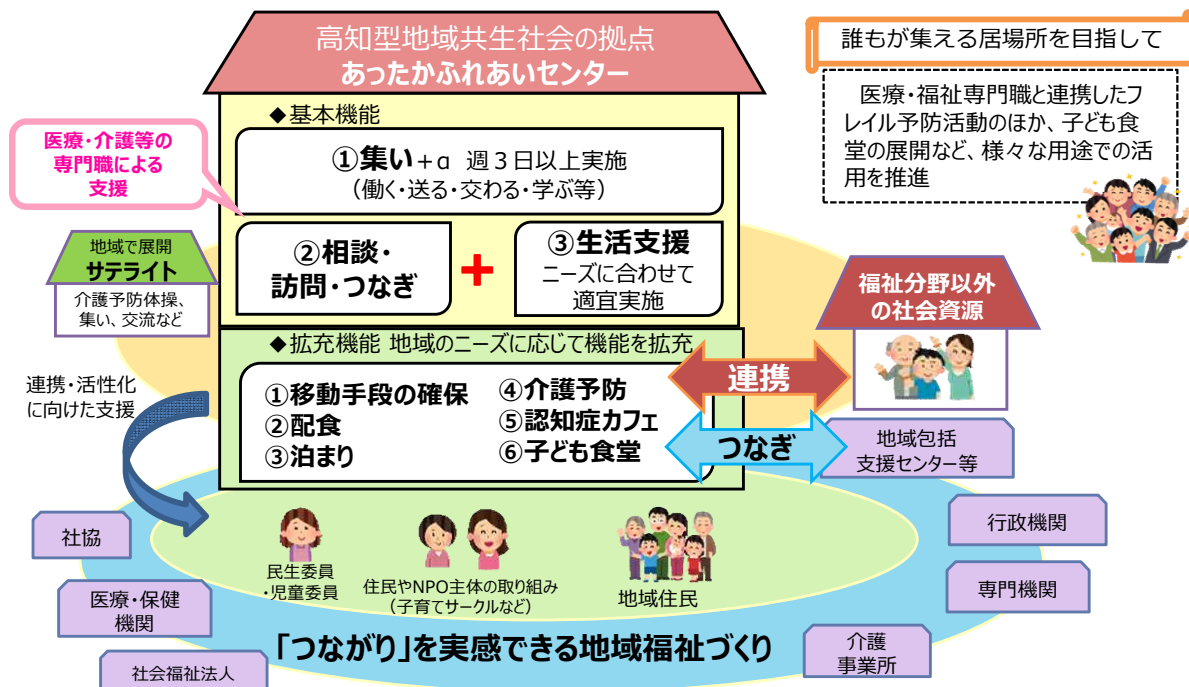 高知型地域共生社会の拠点
あったかふれあいセンター
誰もが集える居場所を目指して
医療・福祉専門職と連携したフ
レイル予防活動のほか、子ども食
堂の展開など、様々な用途での活
用を推進
◆基本機能
医療・介護等の
専門職による
支援
①集い+α 週3日以上実施
(働く・送る・交わる・学ぶ等)
②相談・
訪問・つなぎ
+
③生活支援
ニーズに合わせて
適宜実施
地域で展開
サテライト
介護予防体操、
集い、交流など
福祉分野以外
の社会資源
◆拡充機能 地域のニーズに応じて機能を拡充
①移動手段の確保
②配食
③泊まり
④介護予防
⑤認知症カフェ
⑥子ども食堂
連携
つなぎ
連携・活性化
に向けた支援
地域包括
支援センター等
社協
医療・保健
機関
社会福祉法人
行政機関
専門機関
介護
事業所
民生委員
・児童委員
住民やNPO主体の取り組み
(子育てサークルなど)
地域住民
「つながり」を実感できる地域福祉づくり